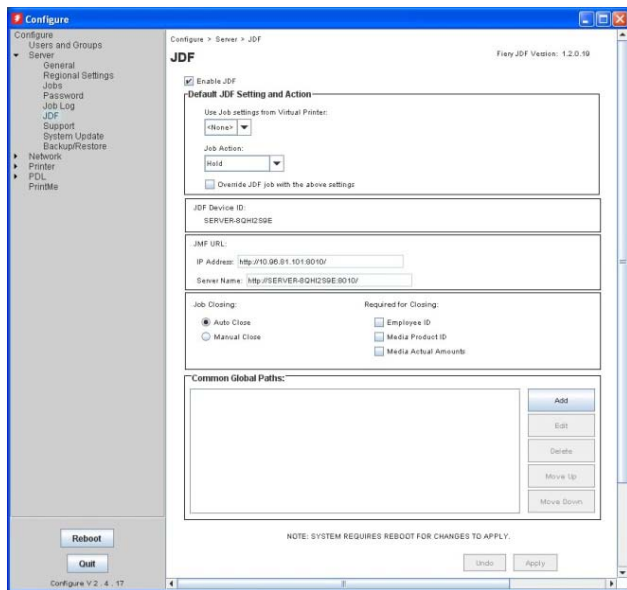 Configure
Configure
Users and Groups
Server
General
Regional Settings
Jobs
Password
Job Log
JDF
Support
System Update
Backup/Restore
Network
Printer
PDL
PrintMe
Reboot
Quit
Configure V 2 . 4 . 17
Configure > Server > JDF
JDF
Fiery JDF Version: 1.2.0.19
Enable JDF
Default JDF Setting and Action
Use Job settings from Virtual Printer:
<None>
Job Action:
Hold
Override JDF job with the above settings
JDF Device ID:
SERVER-8QHI2S9E
JMF URL:
IP Address: http://10.96.81.101:8010/
Server Name: http://SERVER-8QHI2S9E:8010/
Job Closing:
Auto Close
Manual Close
Required for Closing:
Employee ID
Media Product ID
Media Actual Amounts
Common Global Paths:
Add
Edit
Delete
Move Up
Move Down
NOTE: SYSTEM REQUIRES REBOOT FOR CHANGES TO APPLY.
Undo
Apply